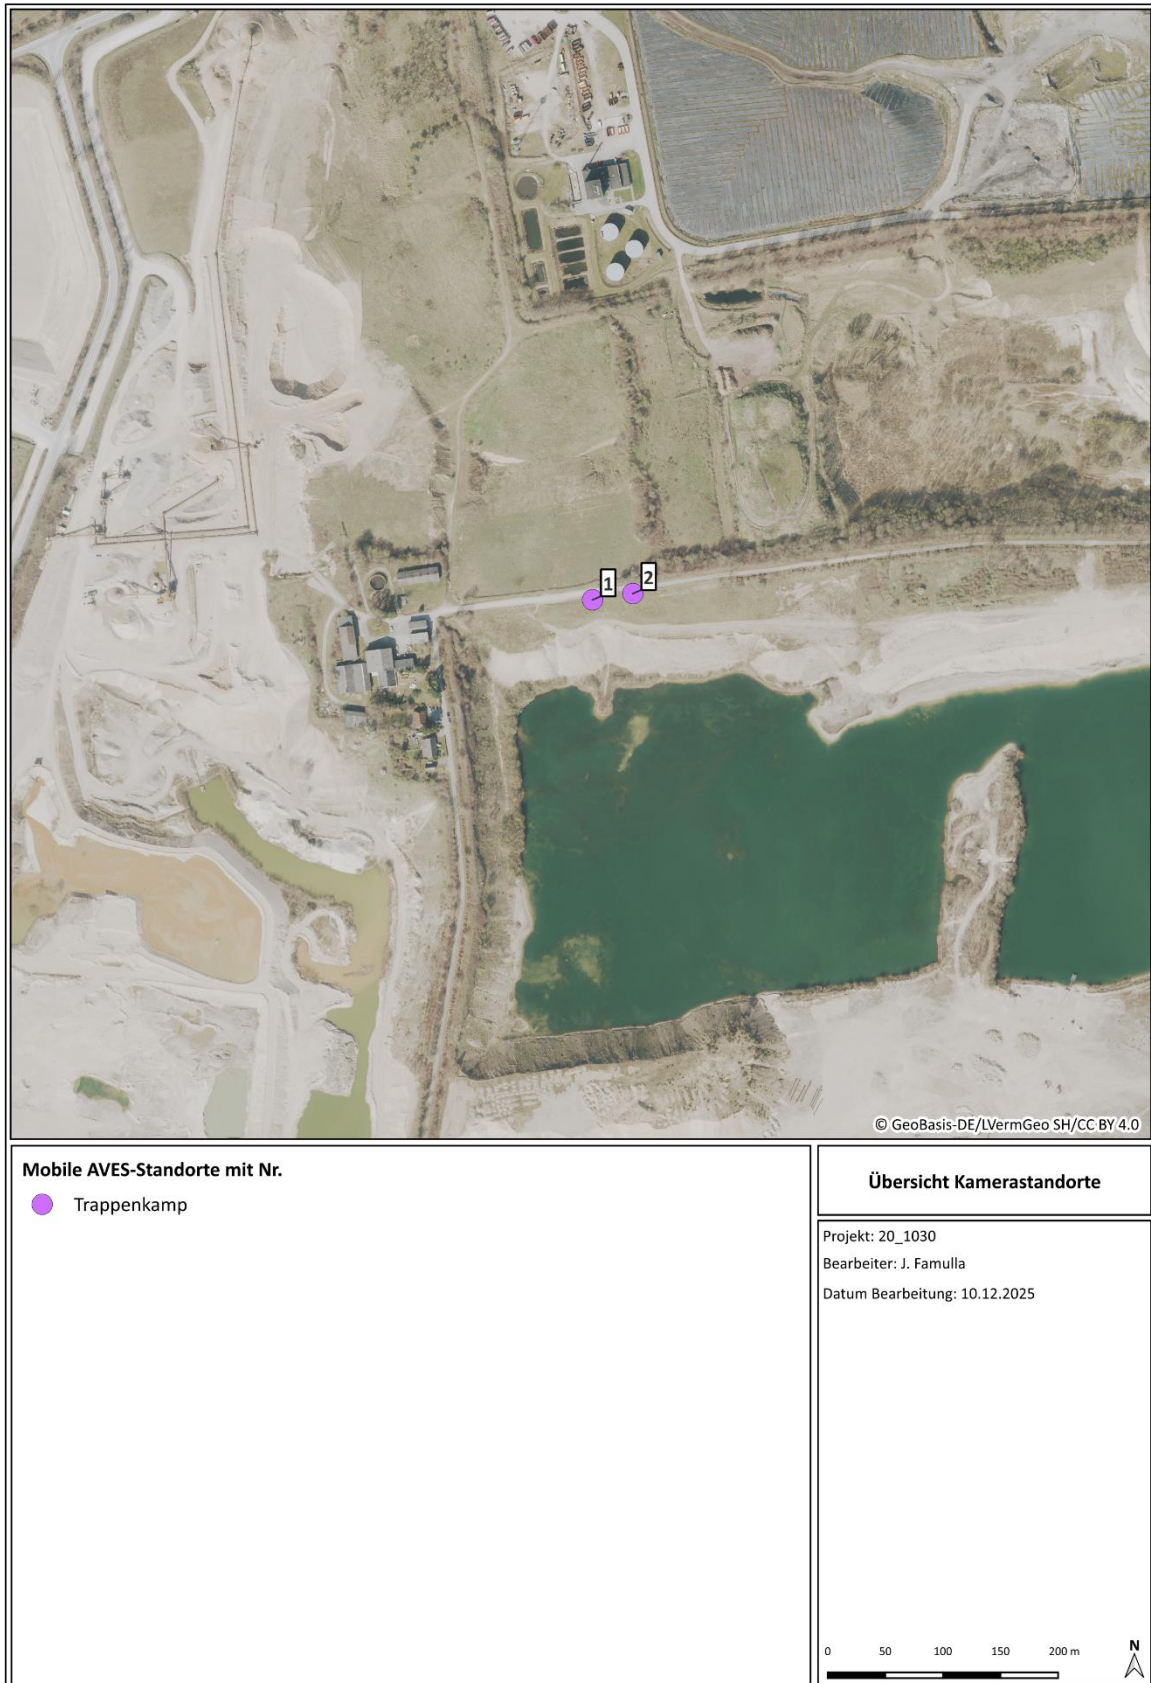 1
2
© GeoBasis-DE/LVermGeo SH/CC BY 4.0
Mobile AVES-Standorte mit Nr.
Trappenkamp
Übersicht Kamerastandorte
Projekt: 20_1030
Bearbeiter: J. Famulla
Datum Bearbeitung: 10.12.2025
0 50 100 150 200 m
N